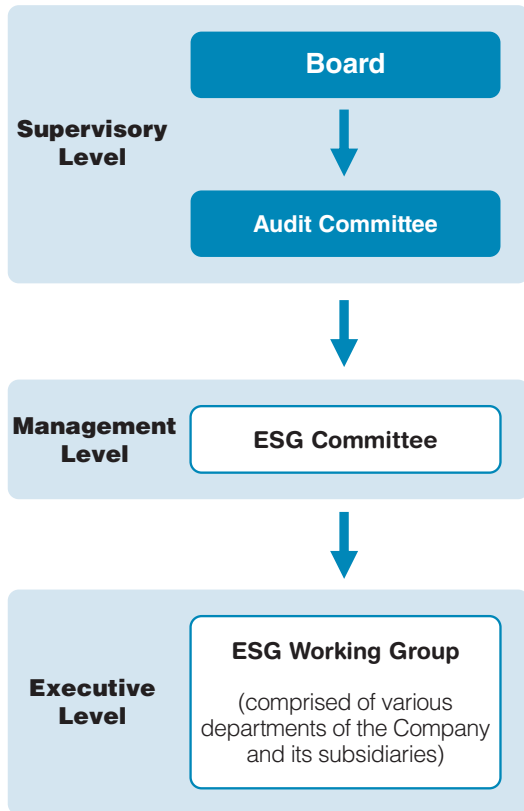 Board
Supervisory
Level
Audit Committee
Management
Level
ESG Committee
ESG Working Group
(comprised of various
departments of the Company
and its subsidiaries)
Executive
Level